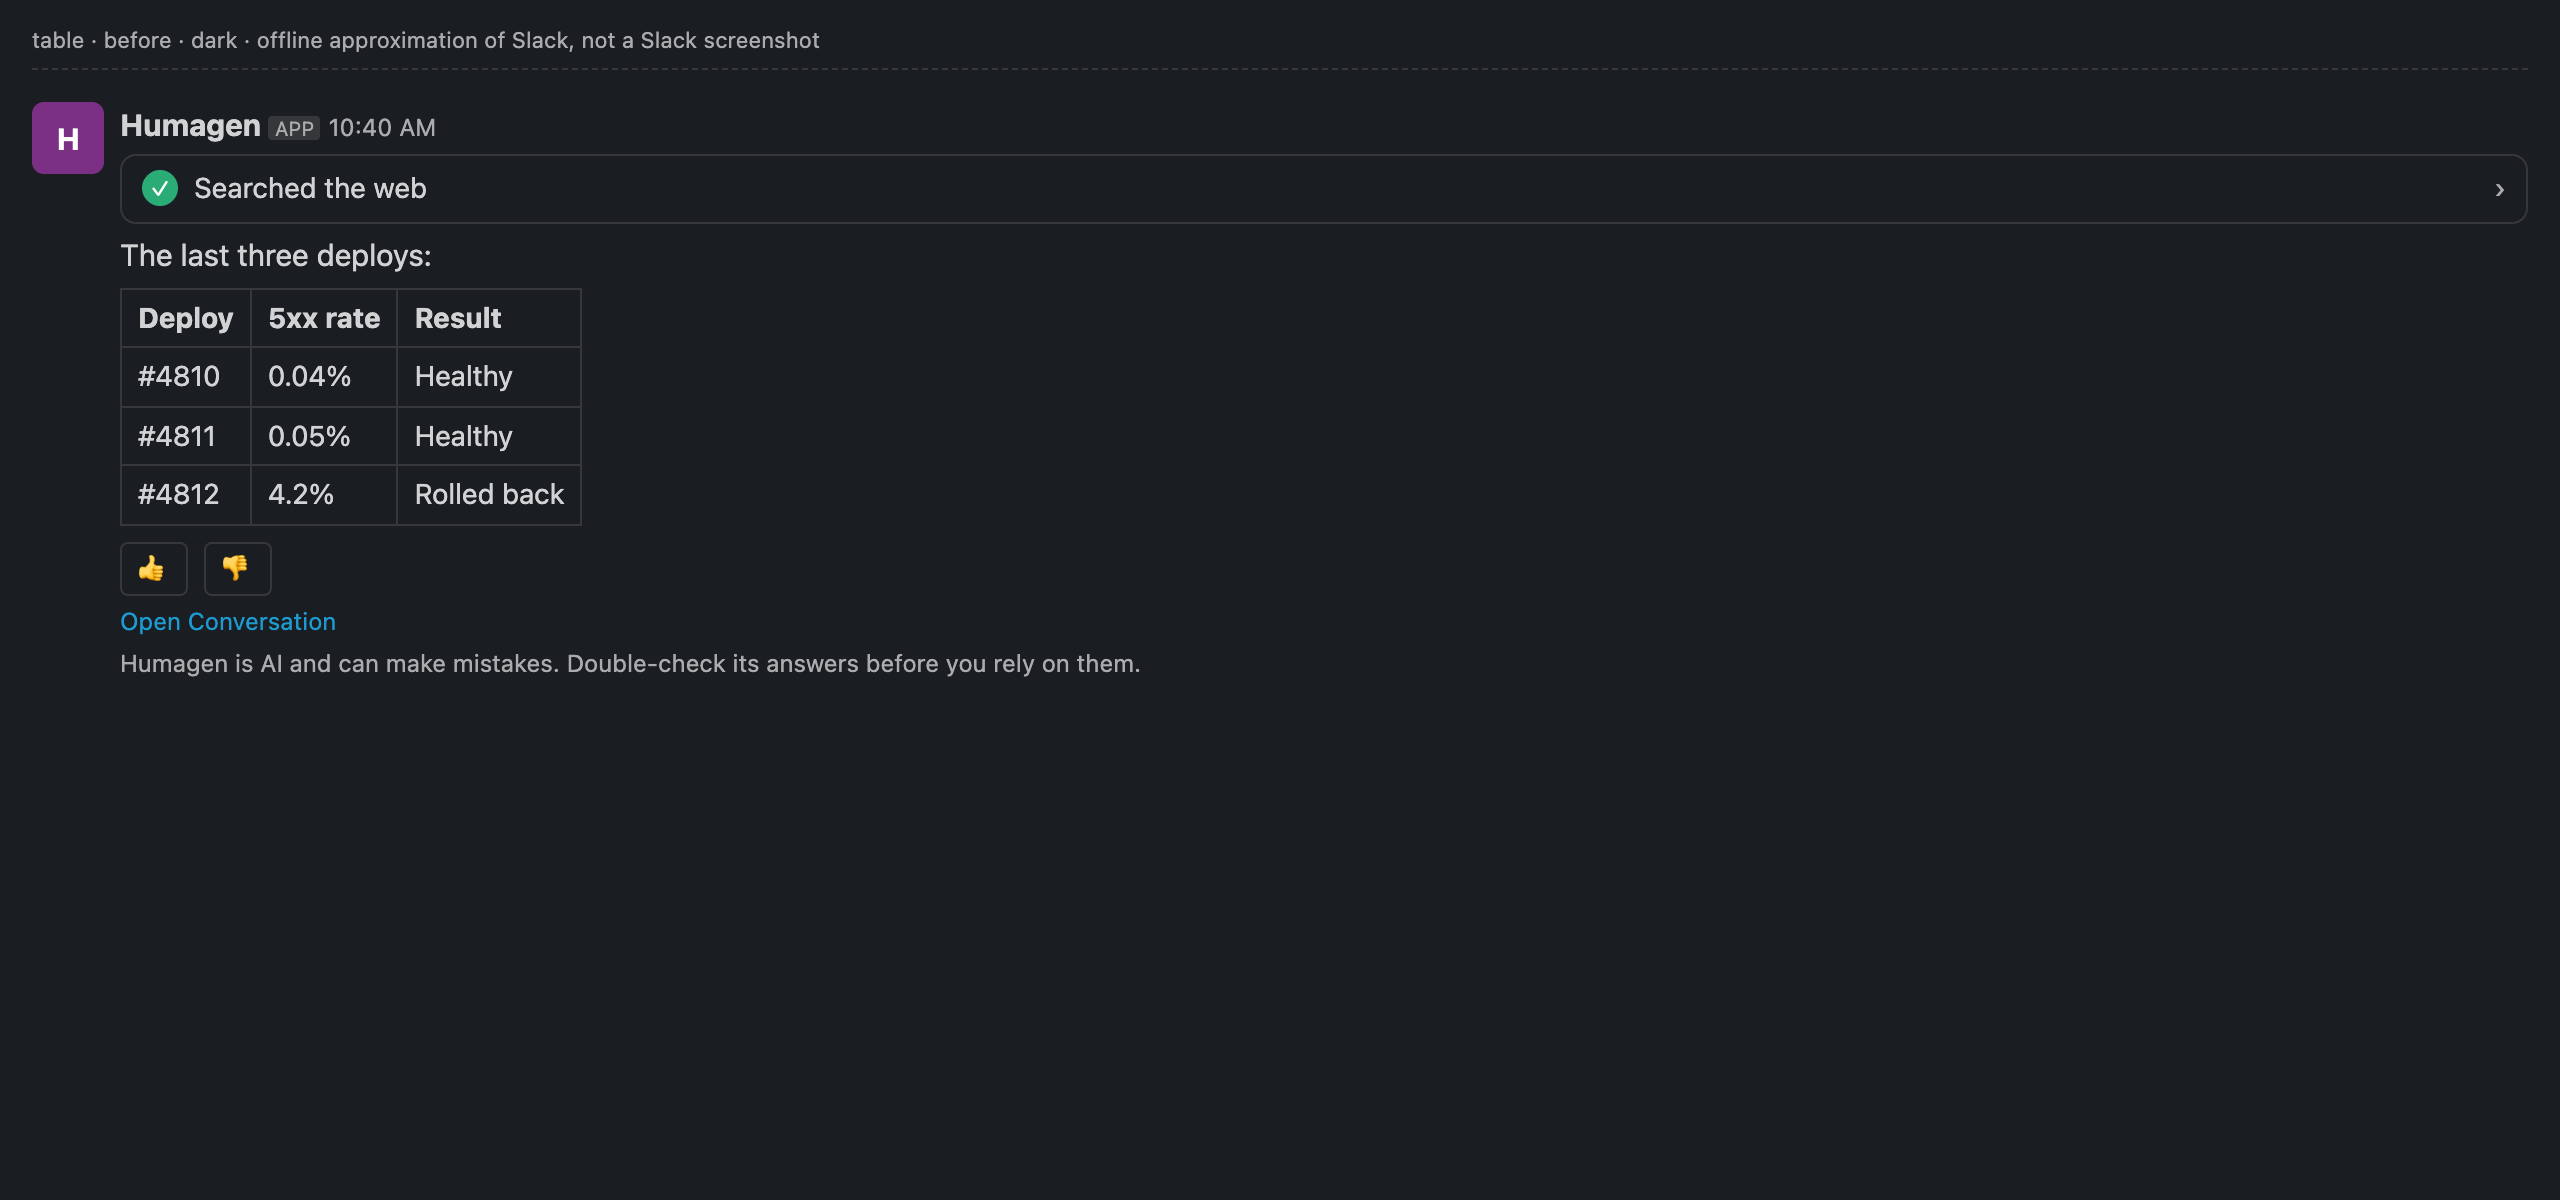 table · before · dark · offline approximation of Slack, not a Slack screenshot
H
Humagen APP 10:40 AM
Searched the web
The last three deploys:
Deploy 5xx rate Result
#4810 0.04% Healthy
#4811 0.05% Healthy
#4812 4.2% Rolled back
Open Conversation
Humagen is AI and can make mistakes. Double-check its answers before you rely on them.